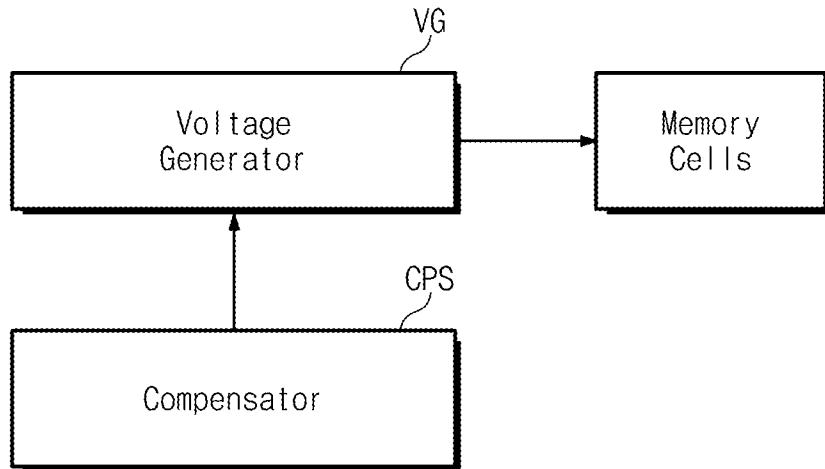 VG
Voltage
Generator
Memory
Cells
CPS
Compensator